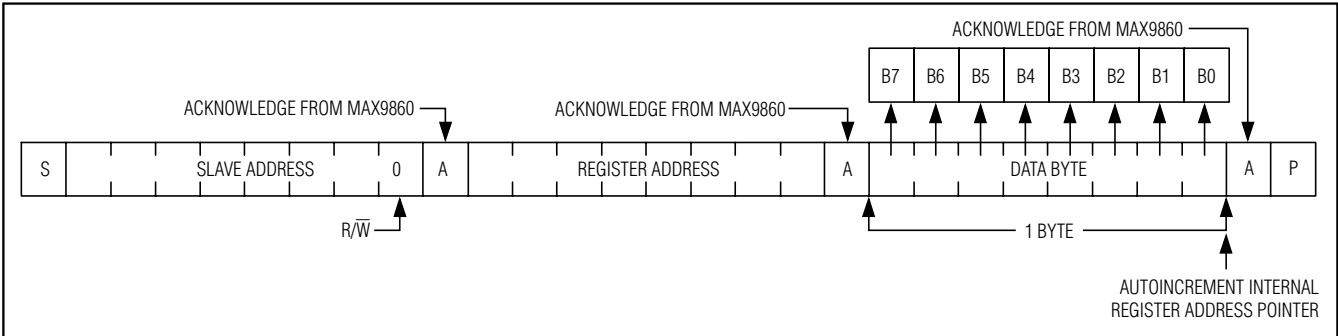 ACKNOWLEDGE FROM MAX9860
B7 B6 B5 B4 B3 B2 B1 B0
ACKNOWLEDGE FROM MAX9860 ACKNOWLEDGE FROM MAX9860
S SLAVE ADDRESS 0 A REGISTER ADDRESS A DATA BYTE A P
R/W̅ 1 BYTE
AUTOINCREMENT INTERNAL
REGISTER ADDRESS POINTER